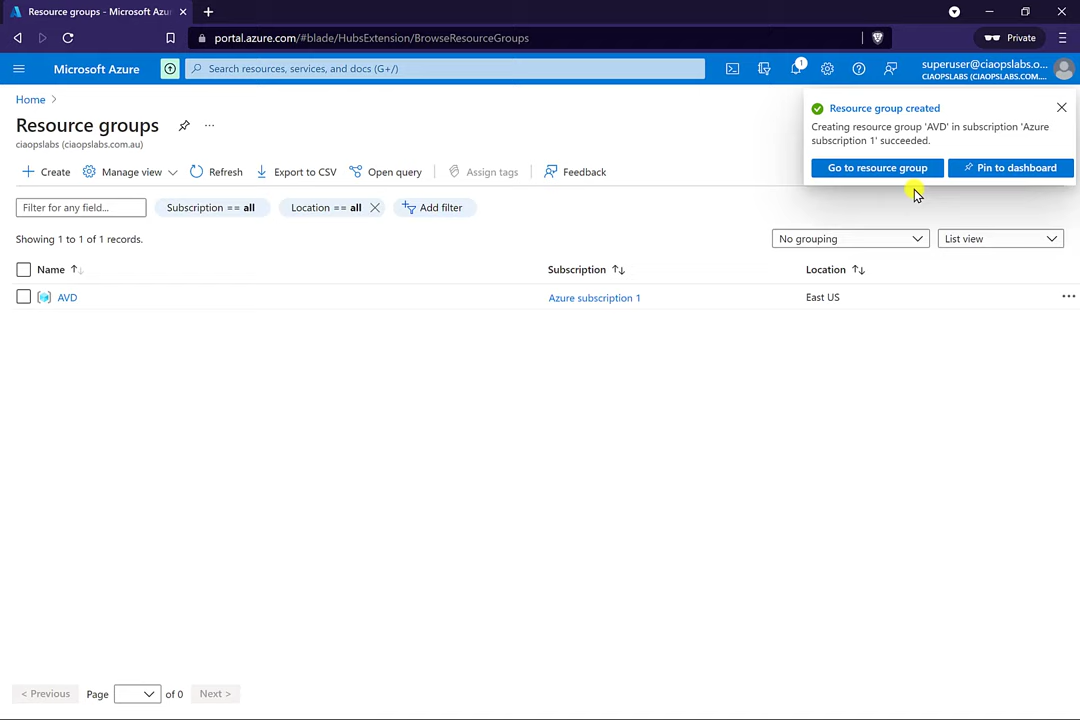 Resource groups - Microsoft Azu
portal.azure.com/#blade/HubsExtension/BrowseResourceGroups
Private
Microsoft Azure
Search resources, services, and docs (G+/)
1
superuser@ciaopslabs.o...
CIAOPSLABS (CIAOPSLABS.COM....
Home
Resource groups
...
ciaopslabs (ciaopslabs.com.au)
Resource group created
Creating resource group 'AVD' in subscription 'Azure
subscription 1' succeeded.
Go to resource group
Pin to dashboard
Create
Manage view
Refresh
Export to CSV
Open query
Assign tags
Feedback
Filter for any field...
Subscription == all
Location == all
Add filter
Showing 1 to 1 of 1 records.
No grouping
List view
Name
Subscription
Location
AVD
Azure subscription 1
East US
...
< Previous
Page
of 0
Next >